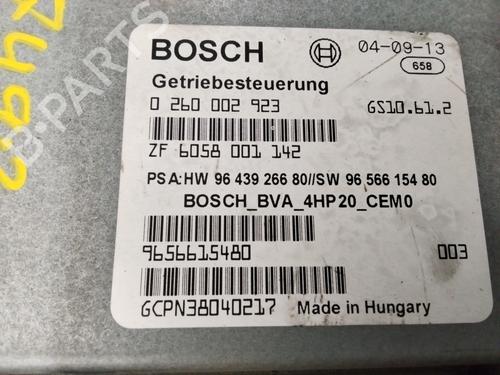 BOSCH
04-09-13
658
Getriebesteuerung
0 260 002 923
GS10.61.2
ZF 6058 001 142
PSA:HW 96 439 266 80//SW 96 566 154 80
BOSCH_BVA_4HP20_CEM0
9656615480
003
GCPN38040217
Made in Hungary
B-Parts